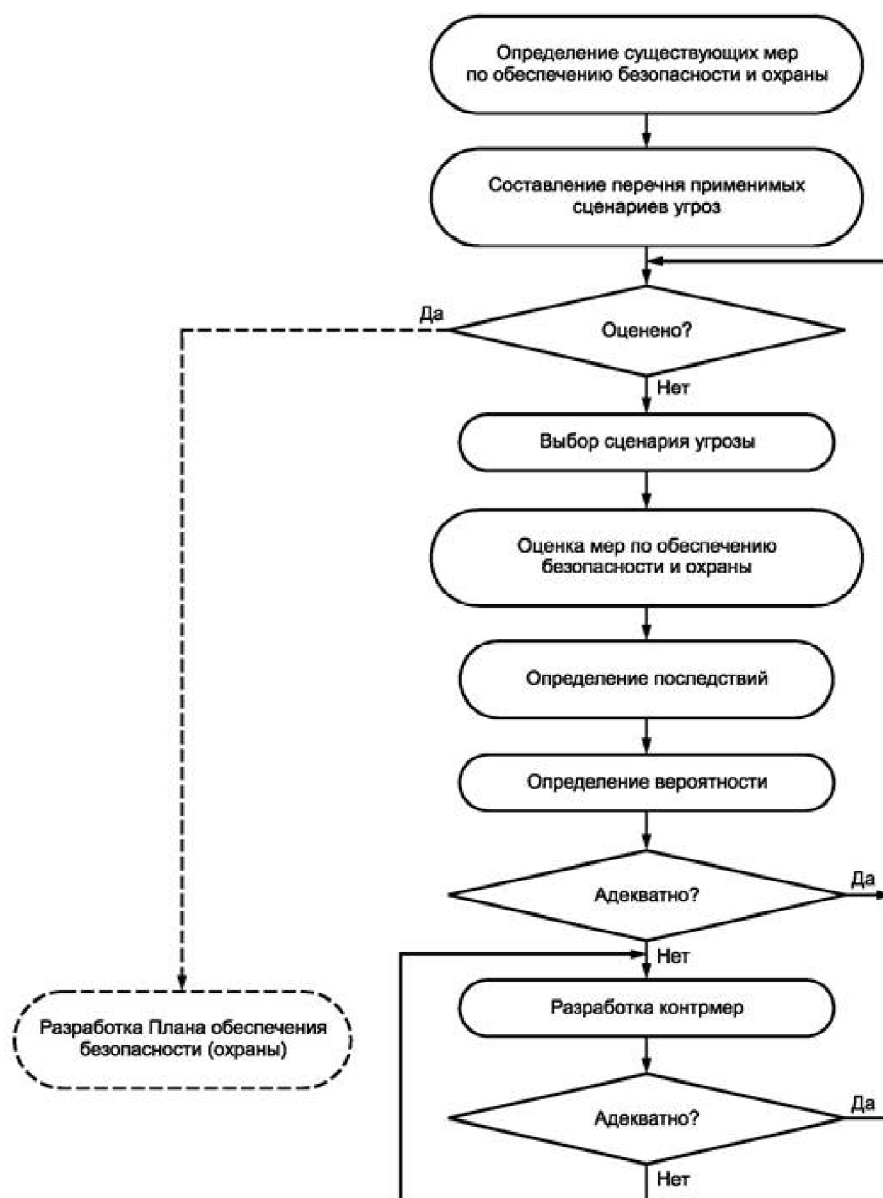 Определение существующих мер
по обеспечению безопасности и охраны
Составление перечня применимых
сценариев угроз
Да
Оценено?
Нет
Выбор сценария угрозы
Оценка мер по обеспечению
безопасности и охраны
Определение последствий
Определение вероятности
Адекватно?
Да
Нет
Разработка контрмер
Разработка Плана обеспечения
безопасности (охраны)
Адекватно?
Да
Нет